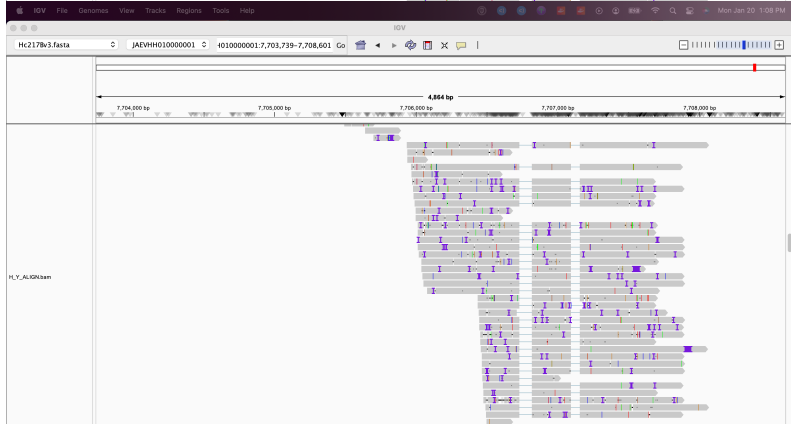 IGV File Genomes View Tracks Regions Tools Help Mon Jan 20 1:08 PM
IGV
Hc217Bv3.fasta JAEVHH010000001 H010000001:7,703,739-7,708,601 Go
4,864 bp
7,704,000 bp 7,705,000 bp 7,706,000 bp 7,707,000 bp 7,708,000 bp
H_Y_ALIGN.bam